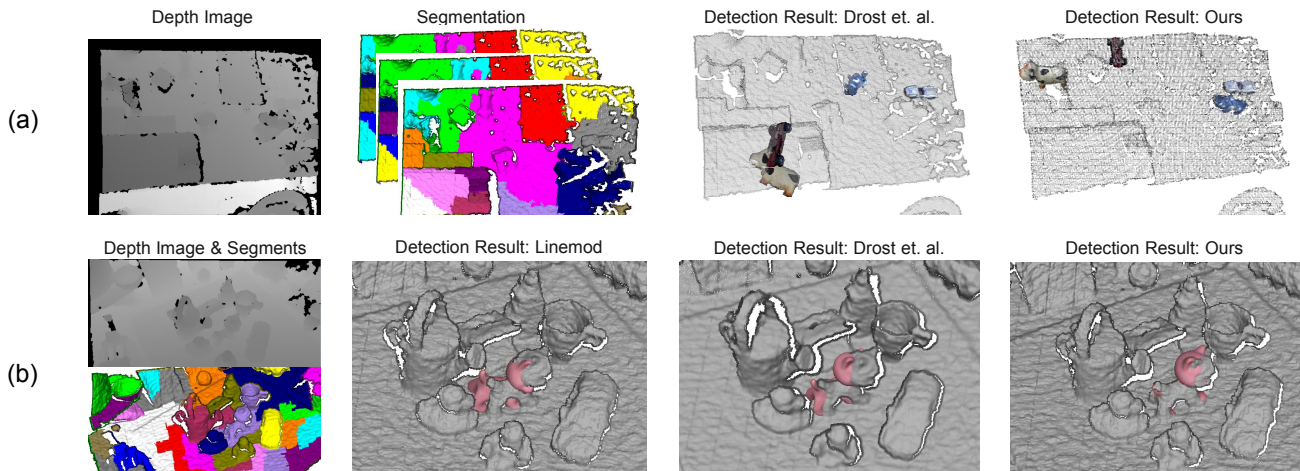 Depth Image
Segmentation
Detection Result: Drost et. al.
Detection Result: Ours
(a)
Depth Image & Segments
Detection Result: Linemod
Detection Result: Drost et. al.
Detection Result: Ours
(b)